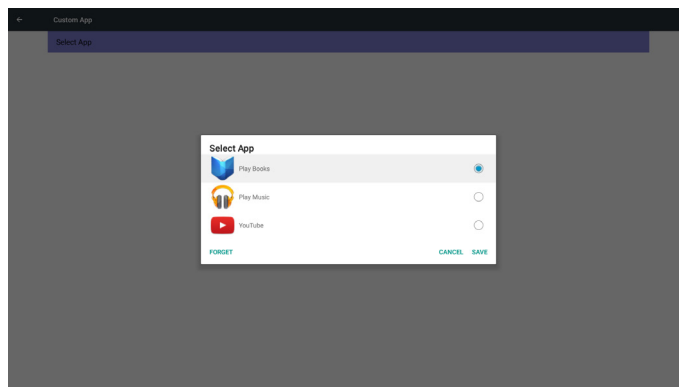 Custom App
Select App
Select App
Play Books
Play Music
YouTube
FORGET CANCEL SAVE